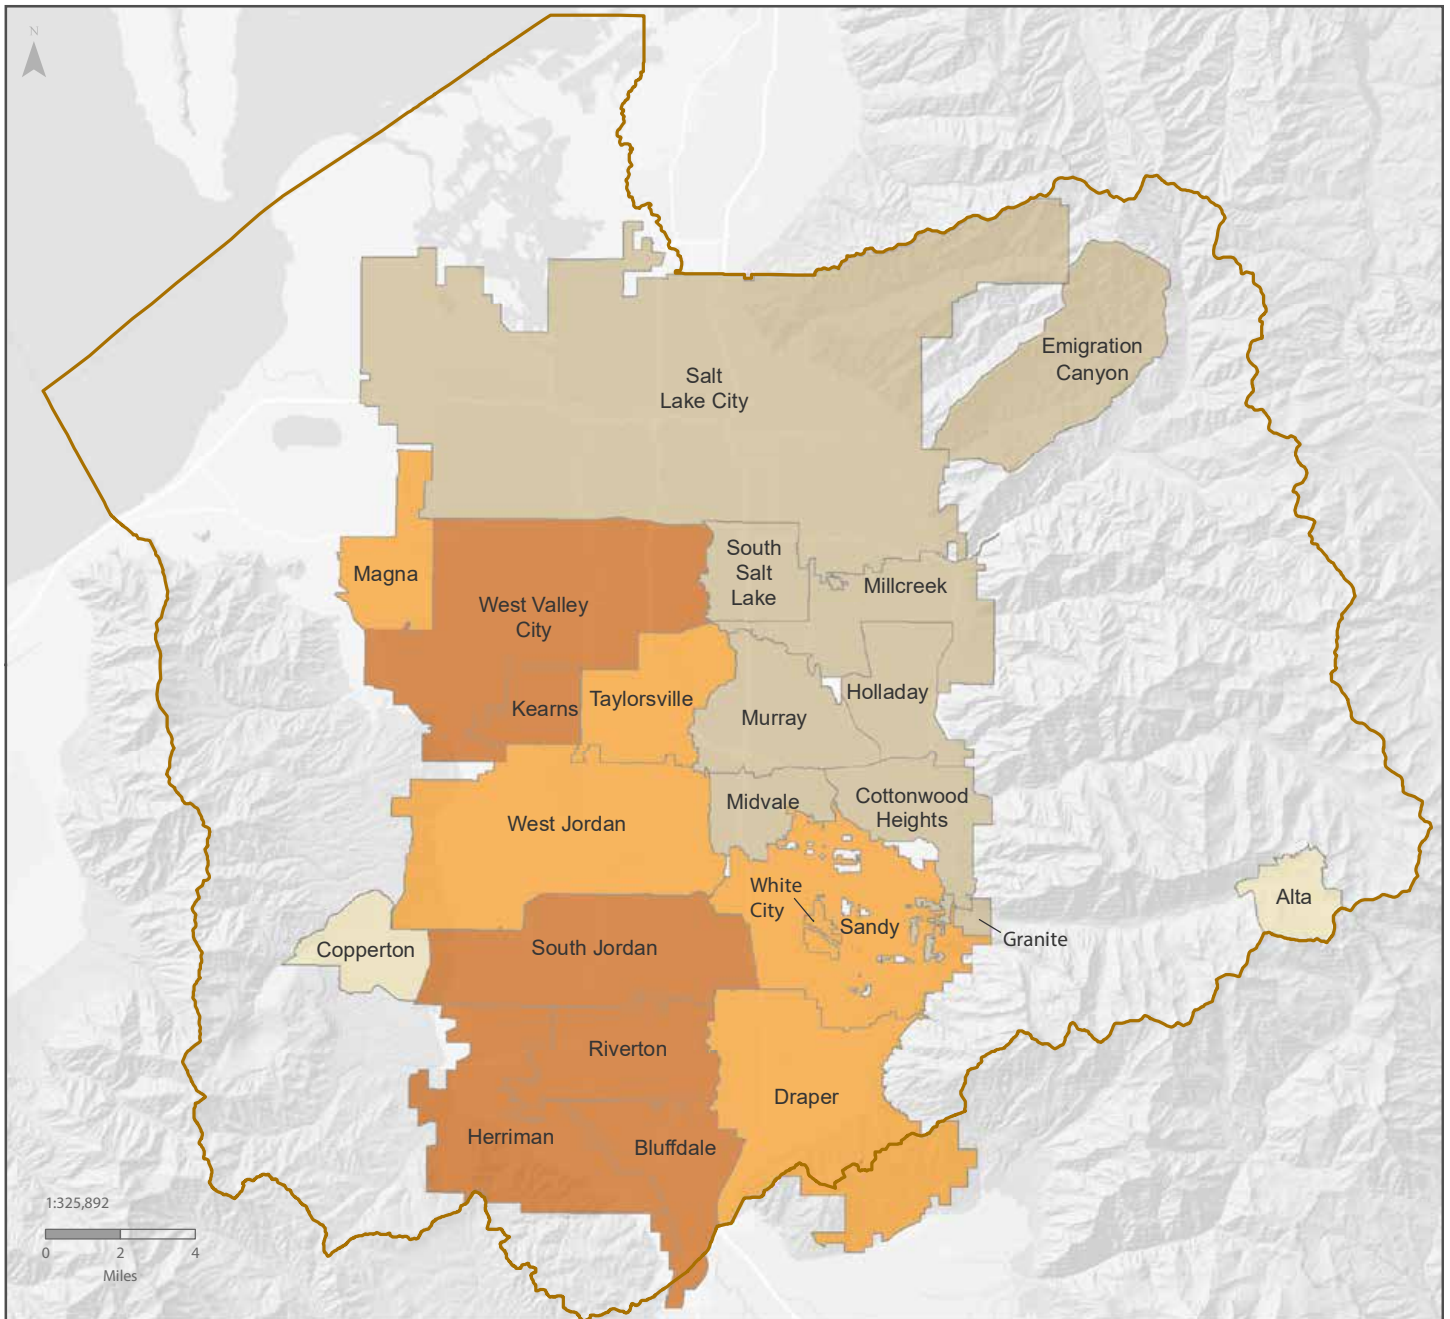 N
Emigration
Canyon
Salt
Lake City
South
Salt
Lake
Magna
Millcreek
West Valley
City
Holladay
Taylorsville
Kearns
Murray
Midvale
Cottonwood
Heights
West Jordan
White
City
Alta
Sandy
Granite
Copperton
South Jordan
Riverton
Draper
Herriman
Bluffdale
1:325,892
0 2 4
Miles